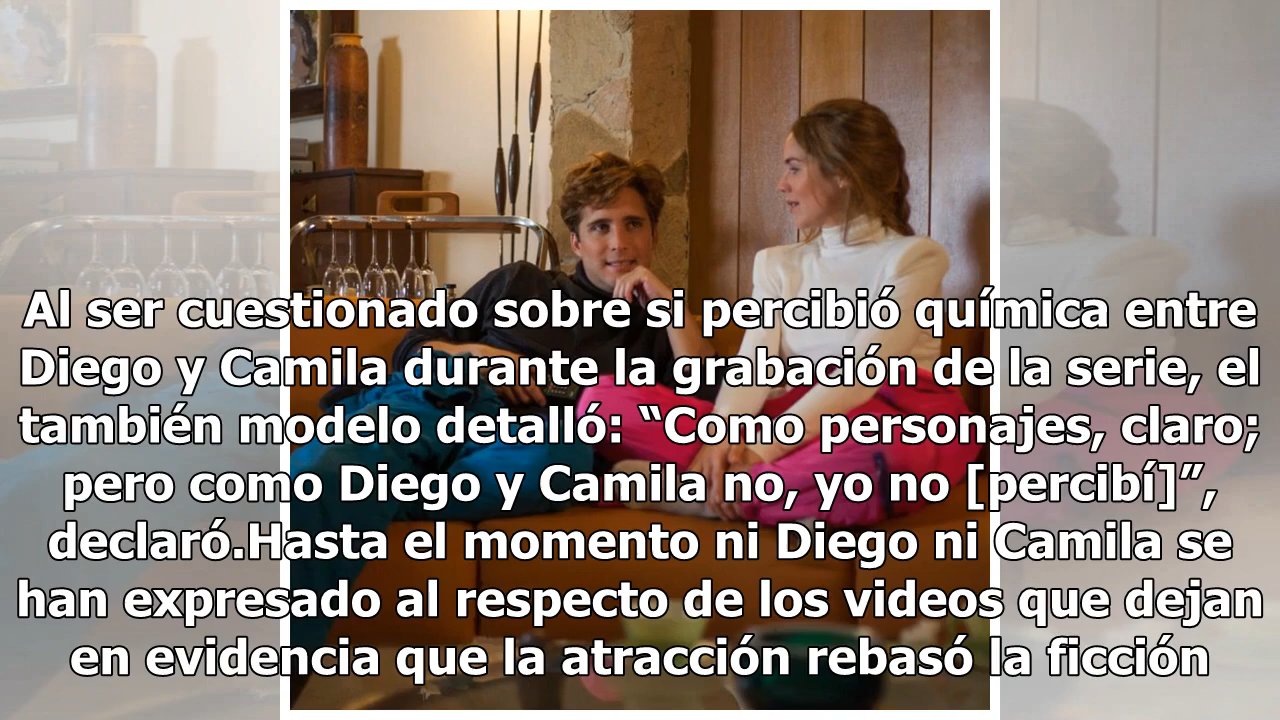 Al ser cuestionado sobre si percibió química entre
Diego y Camila durante la grabación de la serie, el
también modelo detalló: “Como personajes, claro;
pero como Diego y Camila no, yo no [percibí]”,
declaró.Hasta el momento ni Diego ni Camila se
han expresado al respecto de los videos que dejan
en evidencia que la atracción rebasó la ficción